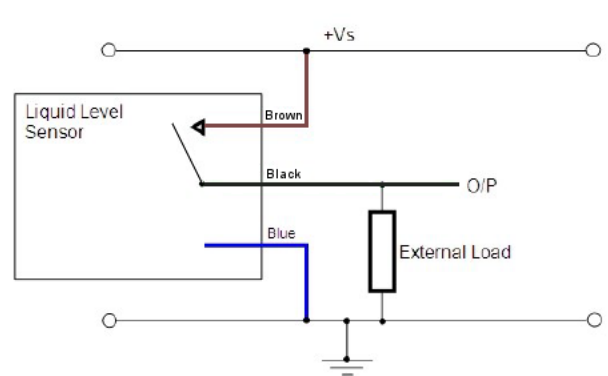 +Vs
Liquid Level
Sensor
Brown
Black
O/P
Blue
External Load